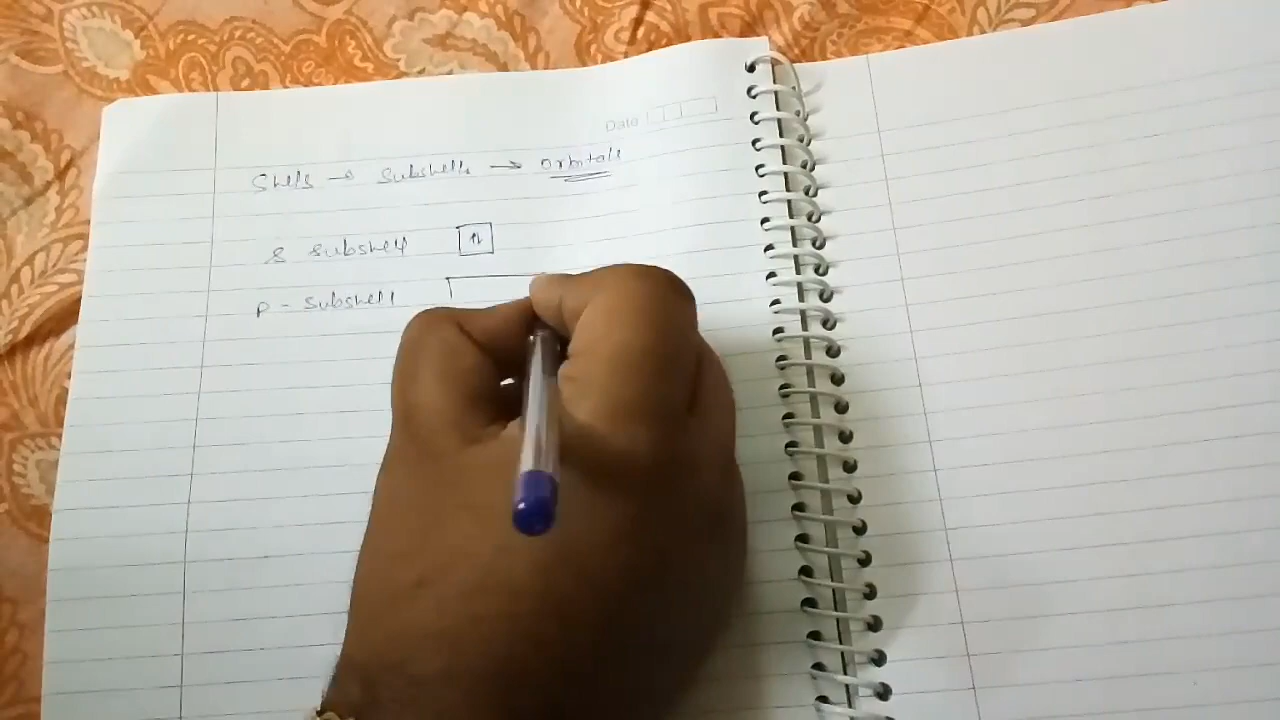 Date
Shells → Subshells → Orbitals
s subshell ↑↓
p - subshell